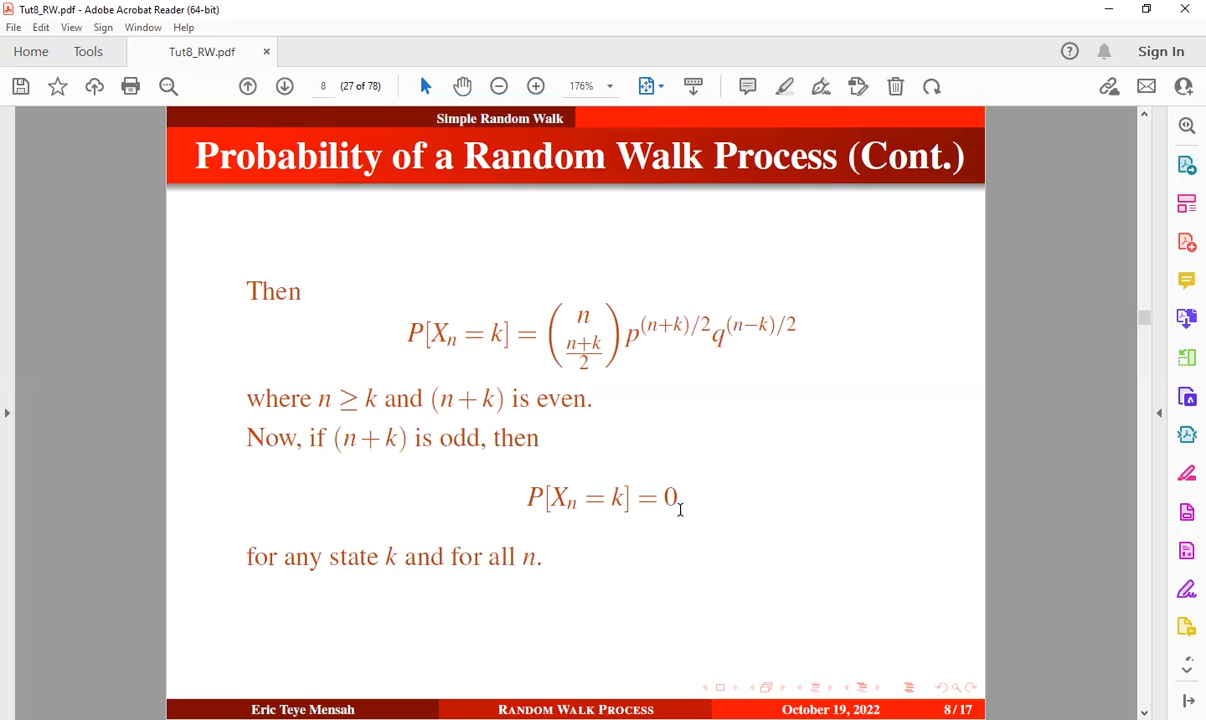 Tut8_RW.pdf - Adobe Acrobat Reader (64-bit)
File Edit View Sign Window Help
Home Tools Tut8_RW.pdf × Sign In
8 (27 of 78) 176%
Simple Random Walk
Probability of a Random Walk Process (Cont.)
Then
P[Xₙ = k] = (n (n+k)/2) p^(n+k)/2 q^(n−k)/2
where n ≥ k and (n + k) is even.
Now, if (n + k) is odd, then
P[Xₙ = k] = 0
for any state k and for all n.
Eric Teye Mensah RANDOM WALK PROCESS October 19, 2022 8 / 17